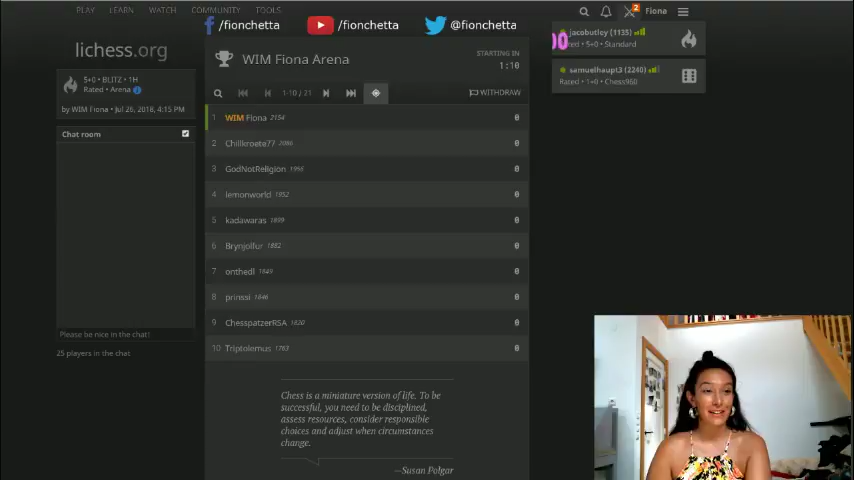 PLAY LEARN WATCH COMMUNITY TOOLS
/fionchetta /fionchetta @fionchetta
2 Fiona
lichess.org
5+0 • BLITZ • 1H
Rated • Arena
by WIM Fiona • Jul 26, 2018, 4:15 PM
Chat room
Please be nice in the chat!
25 players in the chat
WIM Fiona Arena
STARTING IN
1:10
1-10 / 21
WITHDRAW
1 WIM Fiona 2154 0
2 Chillkroete77 2086 0
3 GodNotReligion 1956 0
4 lemonworld 1952 0
5 kadawaras 1899 0
6 Brynjolfur 1882 0
7 onthedl 1849 0
8 prinssi 1846 0
9 ChesspatzerRSA 1820 0
10 Triptolemus 1763 0
Chess is a miniature version of life. To be
successful, you need to be disciplined,
assess resources, consider responsible
choices and adjust when circumstances
change.
—Susan Polgar
jacobutley (1135)
• 5+0 • Standard
samuelhaupt3 (2240)
Rated • 1+0 • Chess960